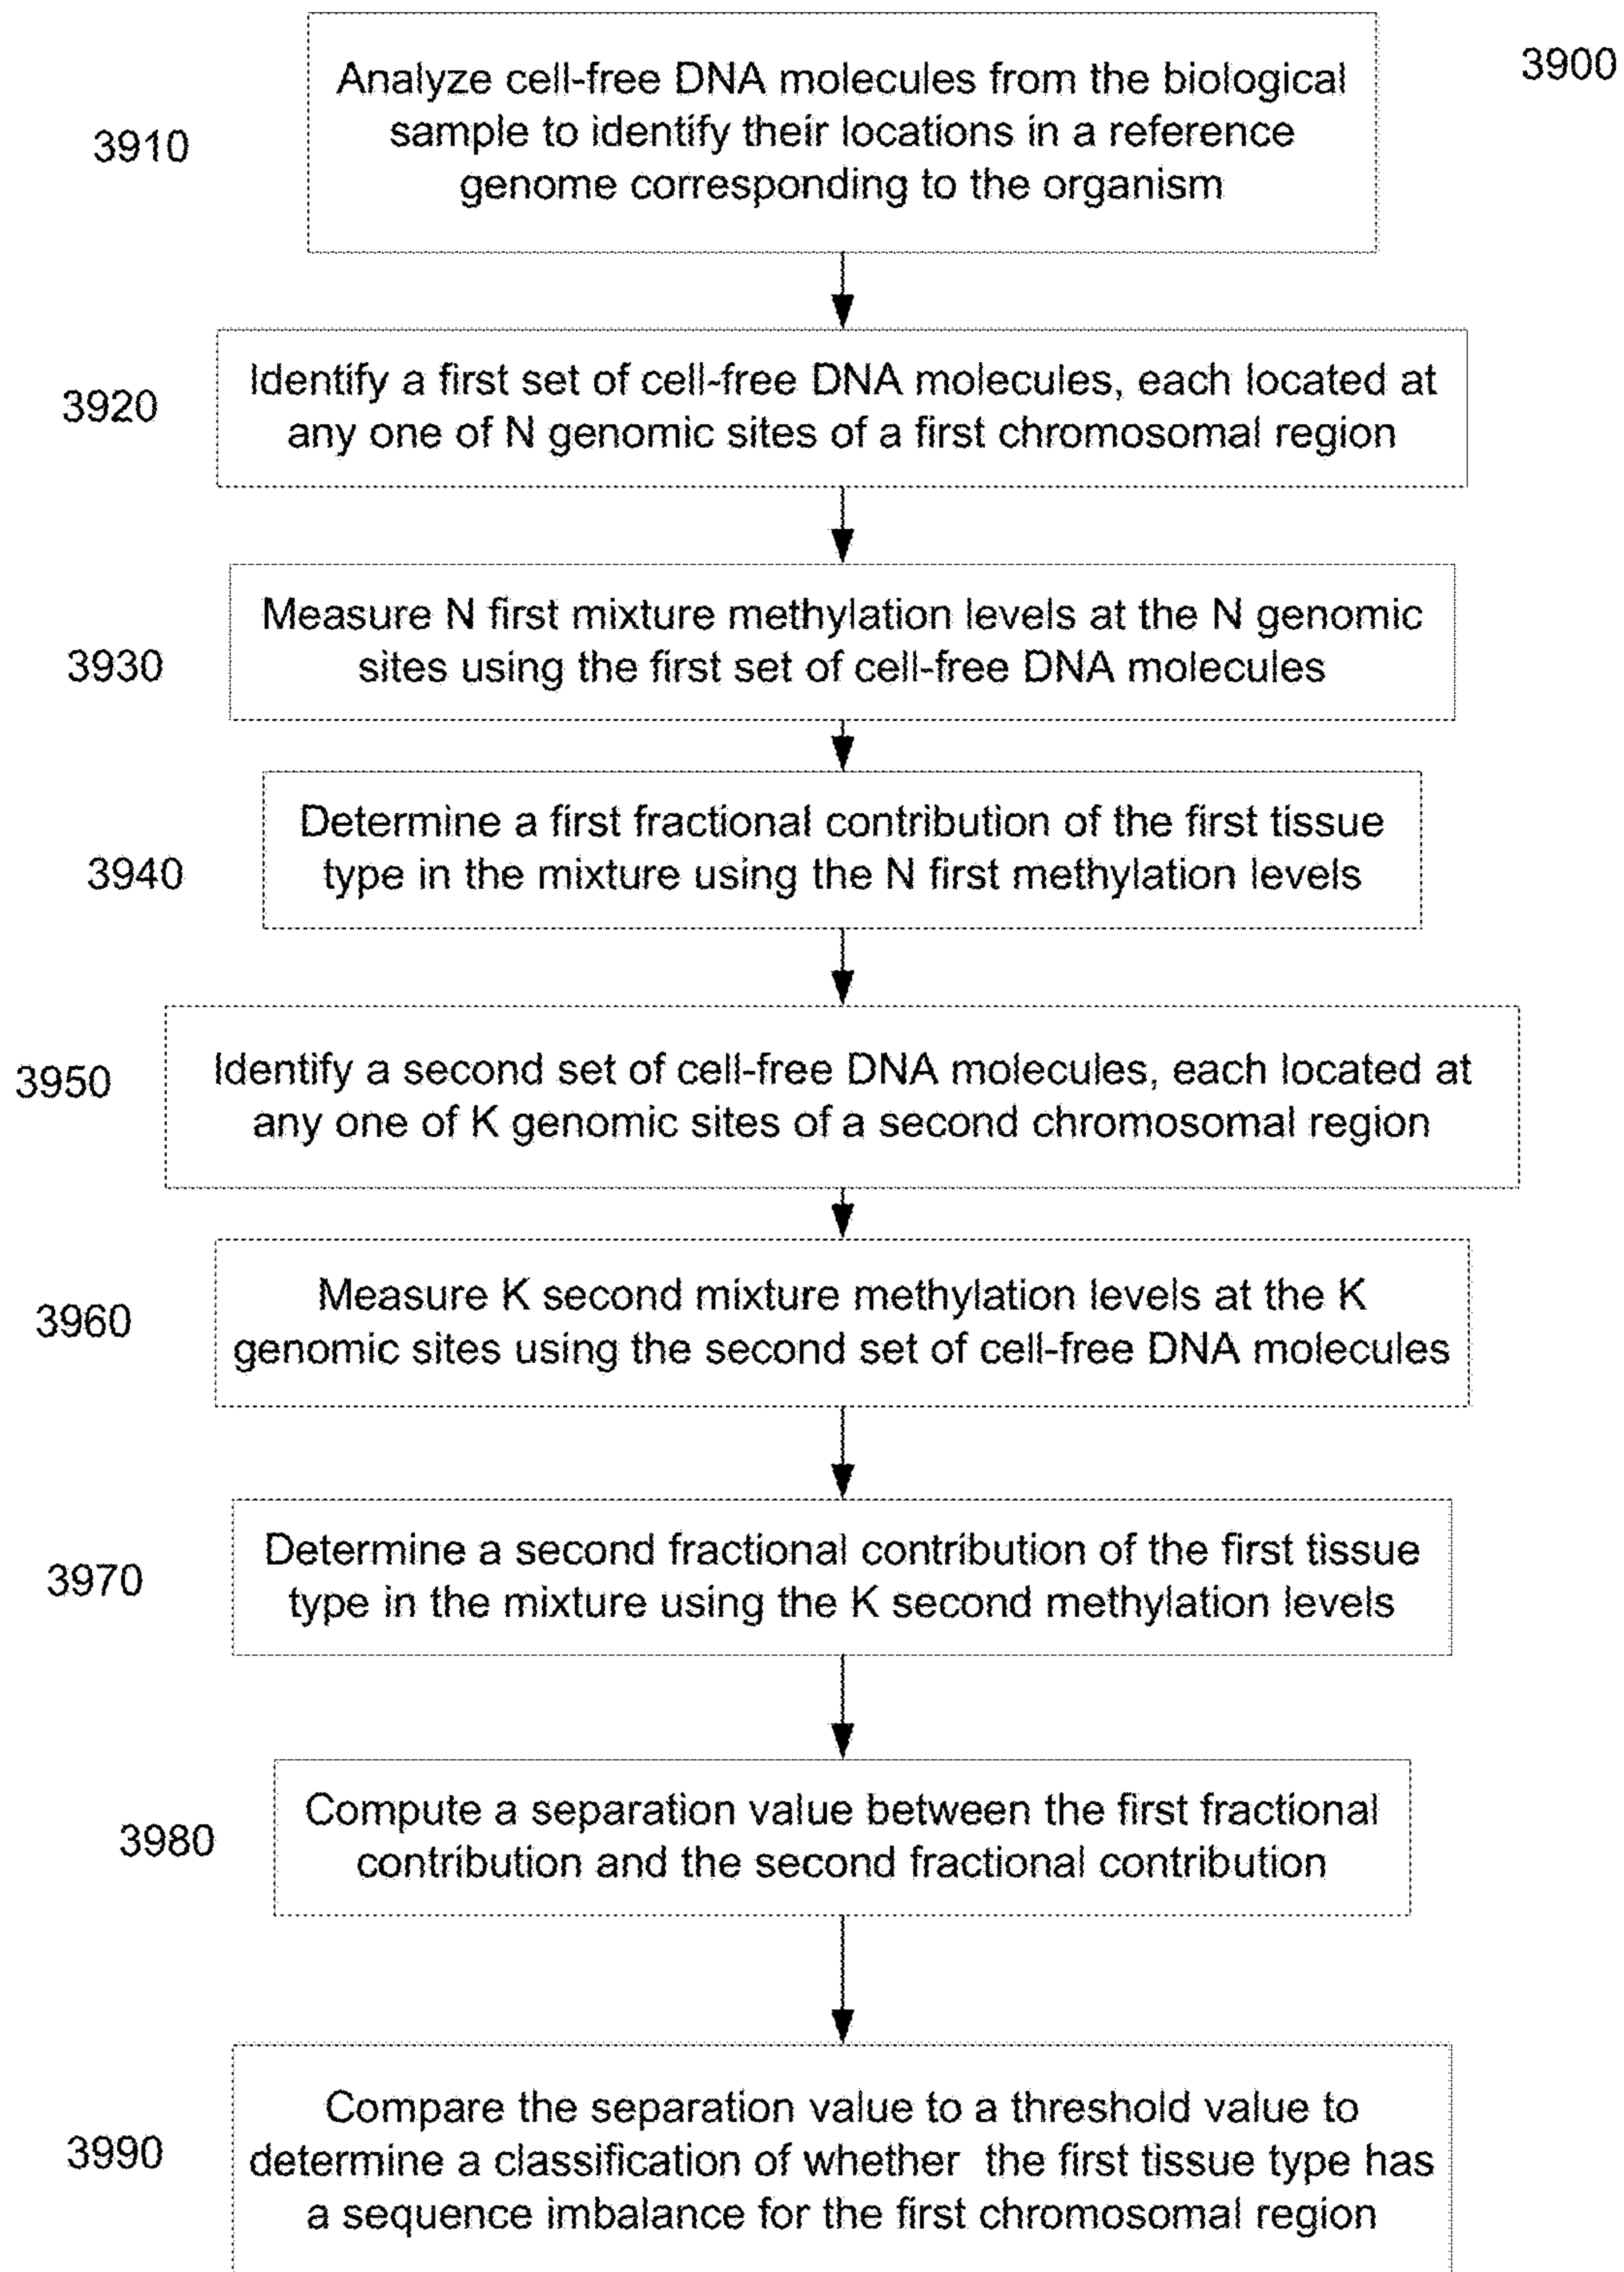 3900
3910
Analyze cell-free DNA molecules from the biological
sample to identify their locations in a reference
genome corresponding to the organism
3920
Identify a first set of cell-free DNA molecules, each located at
any one of N genomic sites of a first chromosomal region
3930
Measure N first mixture methylation levels at the N genomic
sites using the first set of cell-free DNA molecules
3940
Determine a first fractional contribution of the first tissue
type in the mixture using the N first methylation levels
3950
Identify a second set of cell-free DNA molecules, each located at
any one of K genomic sites of a second chromosomal region
3960
Measure K second mixture methylation levels at the K
genomic sites using the second set of cell-free DNA molecules
3970
Determine a second fractional contribution of the first tissue
type in the mixture using the K second methylation levels
3980
Compute a separation value between the first fractional
contribution and the second fractional contribution
3990
Compare the separation value to a threshold value to
determine a classification of whether the first tissue type has
a sequence imbalance for the first chromosomal region